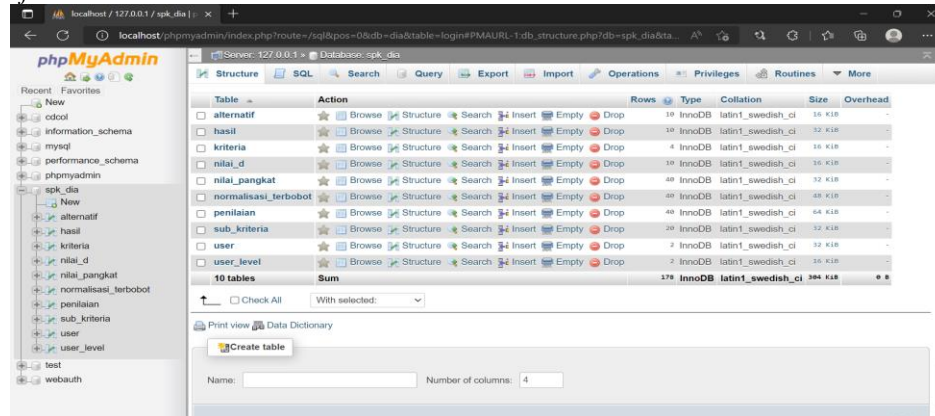 localhost / 127.0.0.1 / spk_dia | p
localhost/phpmyadmin/index.php?route=/sql&pos=0&db=dia&table=login#PMAURL-1:db_structure.php?db=spk_dia&ta...
phpMyAdmin
Recent Favorites
New
cdcol
information_schema
mysql
performance_schema
phpmyadmin
spk_dia
New
alternatif
hasil
kriteria
nilai_d
nilai_pangkat
normalisasi_terbobot
penilaian
sub_kriteria
user
user_level
test
webauth
Server: 127.0.0.1 » Database: spk_dia
Structure SQL Search Query Export Import Operations Privileges Routines More
Table Action Rows Type Collation Size Overhead
alternatif Browse Structure Search Insert Empty Drop 10 InnoDB latin1_swedish_ci 16 KiB -
hasil Browse Structure Search Insert Empty Drop 10 InnoDB latin1_swedish_ci 32 KiB -
kriteria Browse Structure Search Insert Empty Drop 4 InnoDB latin1_swedish_ci 16 KiB -
nilai_d Browse Structure Search Insert Empty Drop 10 InnoDB latin1_swedish_ci 16 KiB -
nilai_pangkat Browse Structure Search Insert Empty Drop 40 InnoDB latin1_swedish_ci 32 KiB -
normalisasi_terbobot Browse Structure Search Insert Empty Drop 40 InnoDB latin1_swedish_ci 48 KiB -
penilaian Browse Structure Search Insert Empty Drop 40 InnoDB latin1_swedish_ci 64 KiB -
sub_kriteria Browse Structure Search Insert Empty Drop 20 InnoDB latin1_swedish_ci 32 KiB -
user Browse Structure Search Insert Empty Drop 2 InnoDB latin1_swedish_ci 32 KiB -
user_level Browse Structure Search Insert Empty Drop 2 InnoDB latin1_swedish_ci 16 KiB -
10 tables Sum 178 InnoDB latin1_swedish_ci 304 KiB 0 B
Check All With selected:
Print view Data Dictionary
Create table
Name: Number of columns: 4